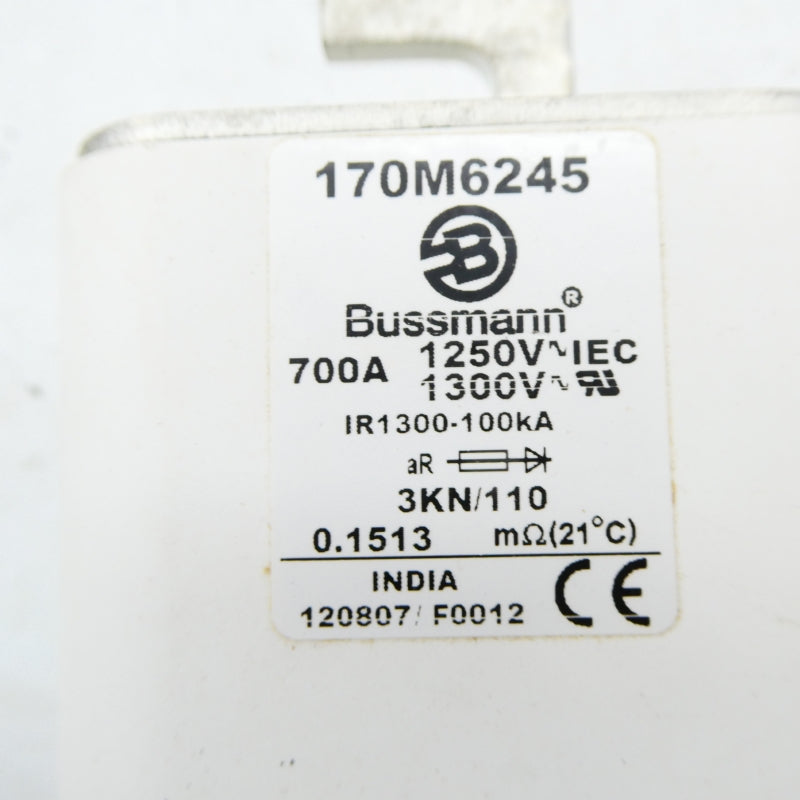 170M6245
Bussmann®
700A 1250V~IEC
1300V~
IR1300-100kA
aR
3KN/110
0.1513 mΩ(21°C)
INDIA
120807/ F0012 CE